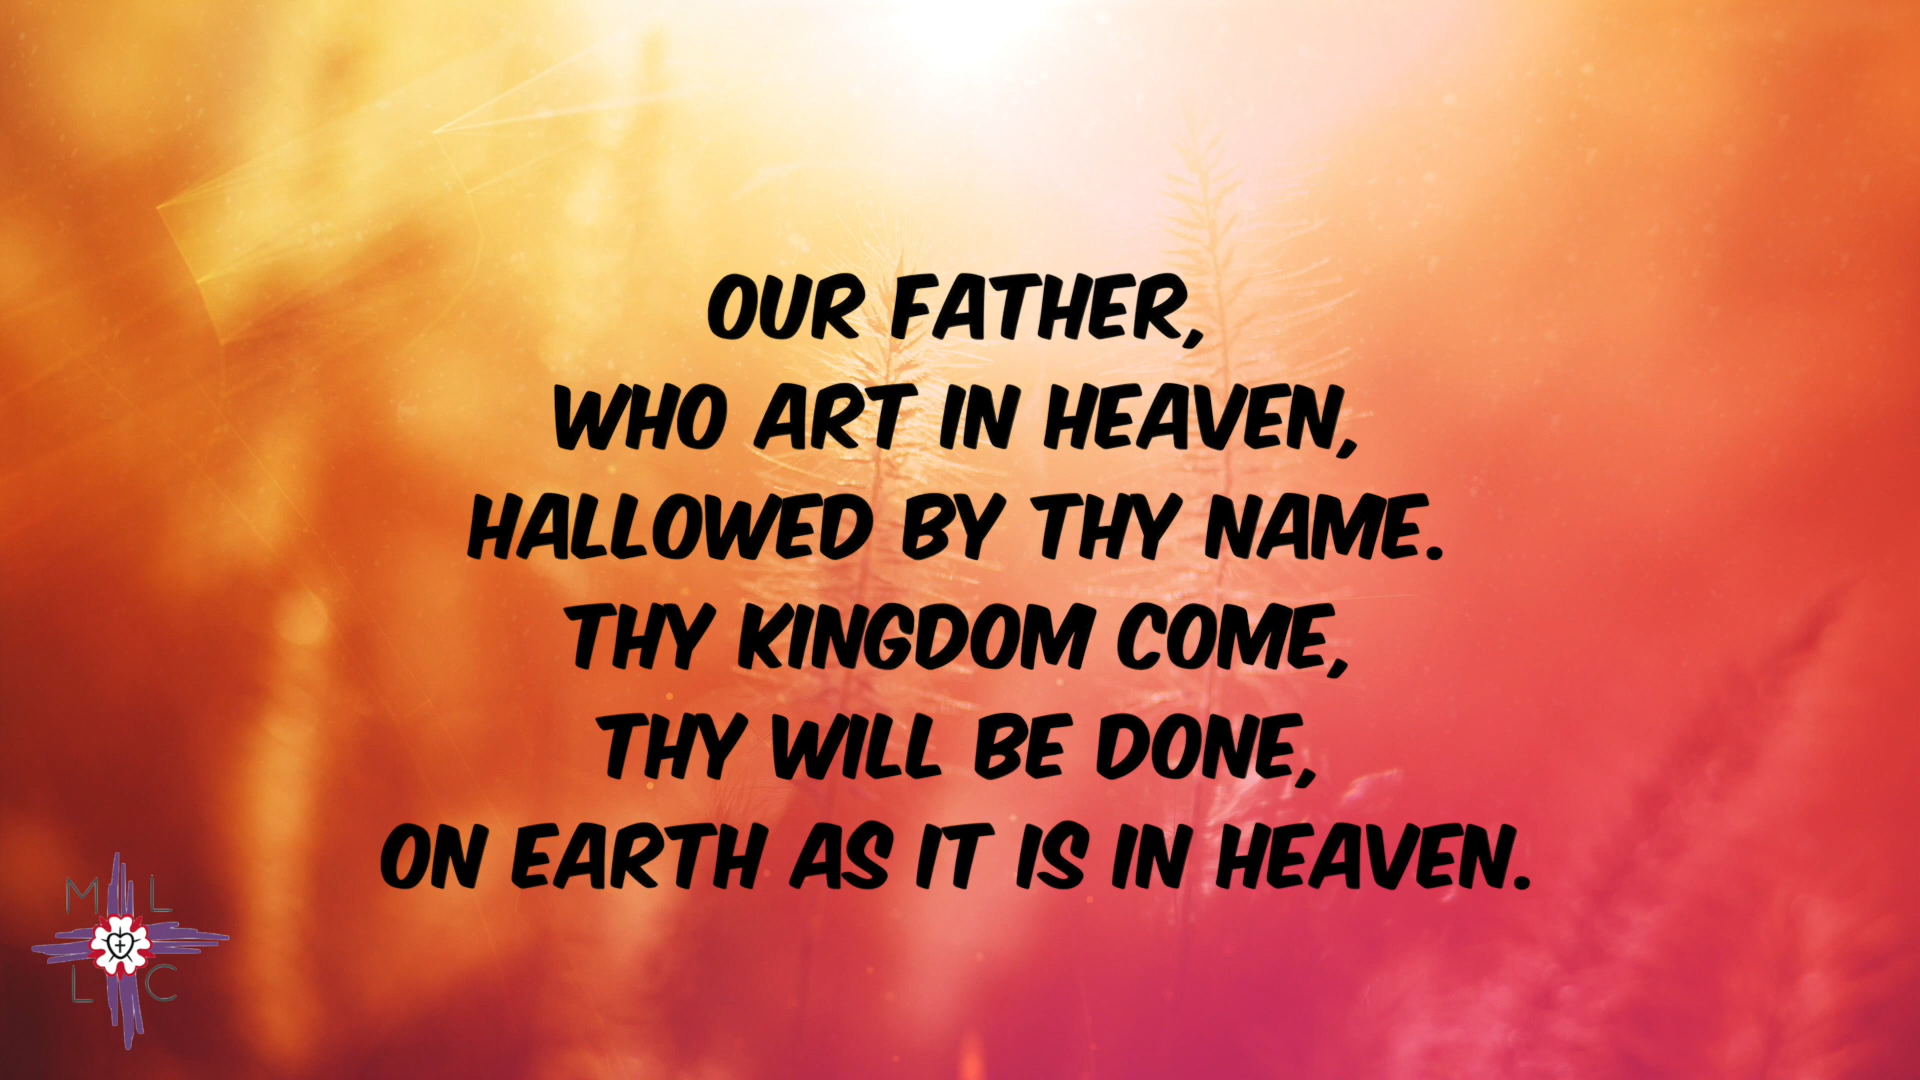 OUR FATHER,
WHO ART IN HEAVEN,
HALLOWED BY THY NAME.
THY KINGDOM COME,
THY WILL BE DONE,
ON EARTH AS IT IS IN HEAVEN.
M L
L C